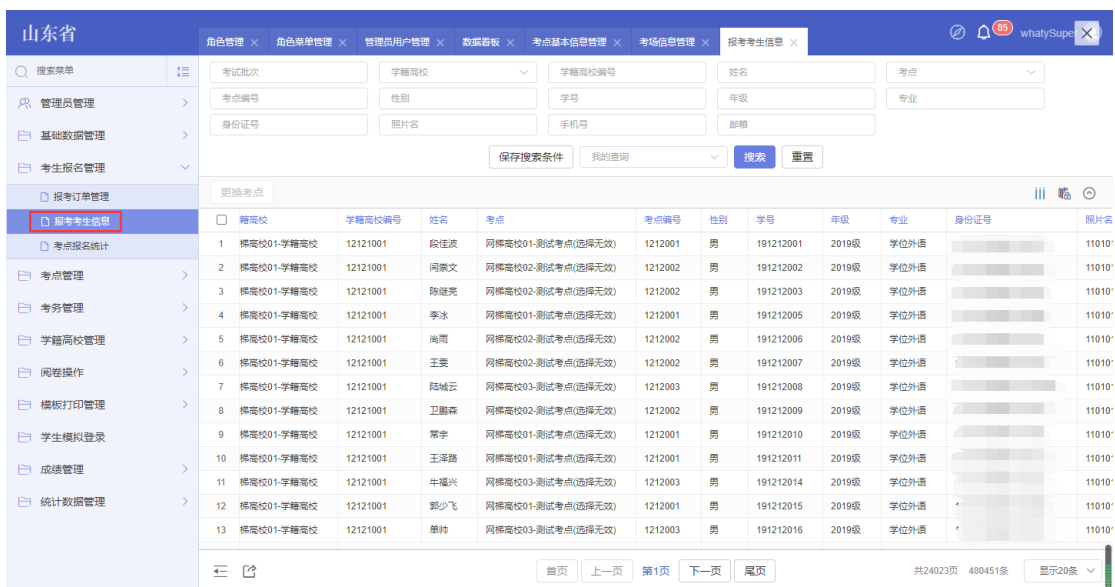 山东省
角色管理 角色菜单管理 管理员用户管理 数据看板 考点基本信息管理 考场信息管理 报考考生信息 85 whatySupe
搜索菜单
管理员管理
基础数据管理
考生报名管理
报考订单管理
报考考生信息
考点报名统计
考点管理
考务管理
学籍高校管理
阅卷操作
模板打印管理
学生模拟登录
成绩管理
统计数据管理
考试批次 学籍高校 学籍高校编号 姓名 考点
考点编号 性别 学号 年级 专业
身份证号 照片名 手机号 邮箱
保存搜索条件 我的查询 搜索 重置
更换考点
籍高校 学籍高校编号 姓名 考点 考点编号 性别 学号 年级 专业 身份证号 照片名
1 梯高校01-学籍高校 12121001 段佳波 网梯高校01-测试考点(选择无效) 1212001 男 191212001 2019级 学位外语 11010
2 梯高校01-学籍高校 12121001 闫崇文 网梯高校02-测试考点(选择无效) 1212002 男 191212002 2019级 学位外语 11010
3 梯高校01-学籍高校 12121001 陈继亮 网梯高校02-测试考点(选择无效) 1212002 男 191212003 2019级 学位外语 11010
4 梯高校01-学籍高校 12121001 李冰 网梯高校01-测试考点(选择无效) 1212001 男 191212005 2019级 学位外语 11010
5 梯高校01-学籍高校 12121001 尚雨 网梯高校02-测试考点(选择无效) 1212002 男 191212006 2019级 学位外语 11010
6 梯高校01-学籍高校 12121001 王雯 网梯高校02-测试考点(选择无效) 1212002 男 191212007 2019级 学位外语 11010
7 梯高校01-学籍高校 12121001 陆城云 网梯高校03-测试考点(选择无效) 1212003 男 191212008 2019级 学位外语 11010
8 梯高校01-学籍高校 12121001 卫鹏森 网梯高校02-测试考点(选择无效) 1212002 男 191212009 2019级 学位外语 11010
9 梯高校01-学籍高校 12121001 常宇 网梯高校01-测试考点(选择无效) 1212001 男 191212010 2019级 学位外语 11010
10 梯高校01-学籍高校 12121001 王泽路 网梯高校01-测试考点(选择无效) 1212001 男 191212011 2019级 学位外语 11010
11 梯高校01-学籍高校 12121001 牛福兴 网梯高校03-测试考点(选择无效) 1212003 男 191212014 2019级 学位外语 11010
12 梯高校01-学籍高校 12121001 郭少飞 网梯高校01-测试考点(选择无效) 1212001 男 191212015 2019级 学位外语 11010
13 梯高校01-学籍高校 12121001 单帅 网梯高校03-测试考点(选择无效) 1212003 男 191212016 2019级 学位外语 11010
首页 上一页 第1页 下一页 尾页 共24023页 480451条 显示20条